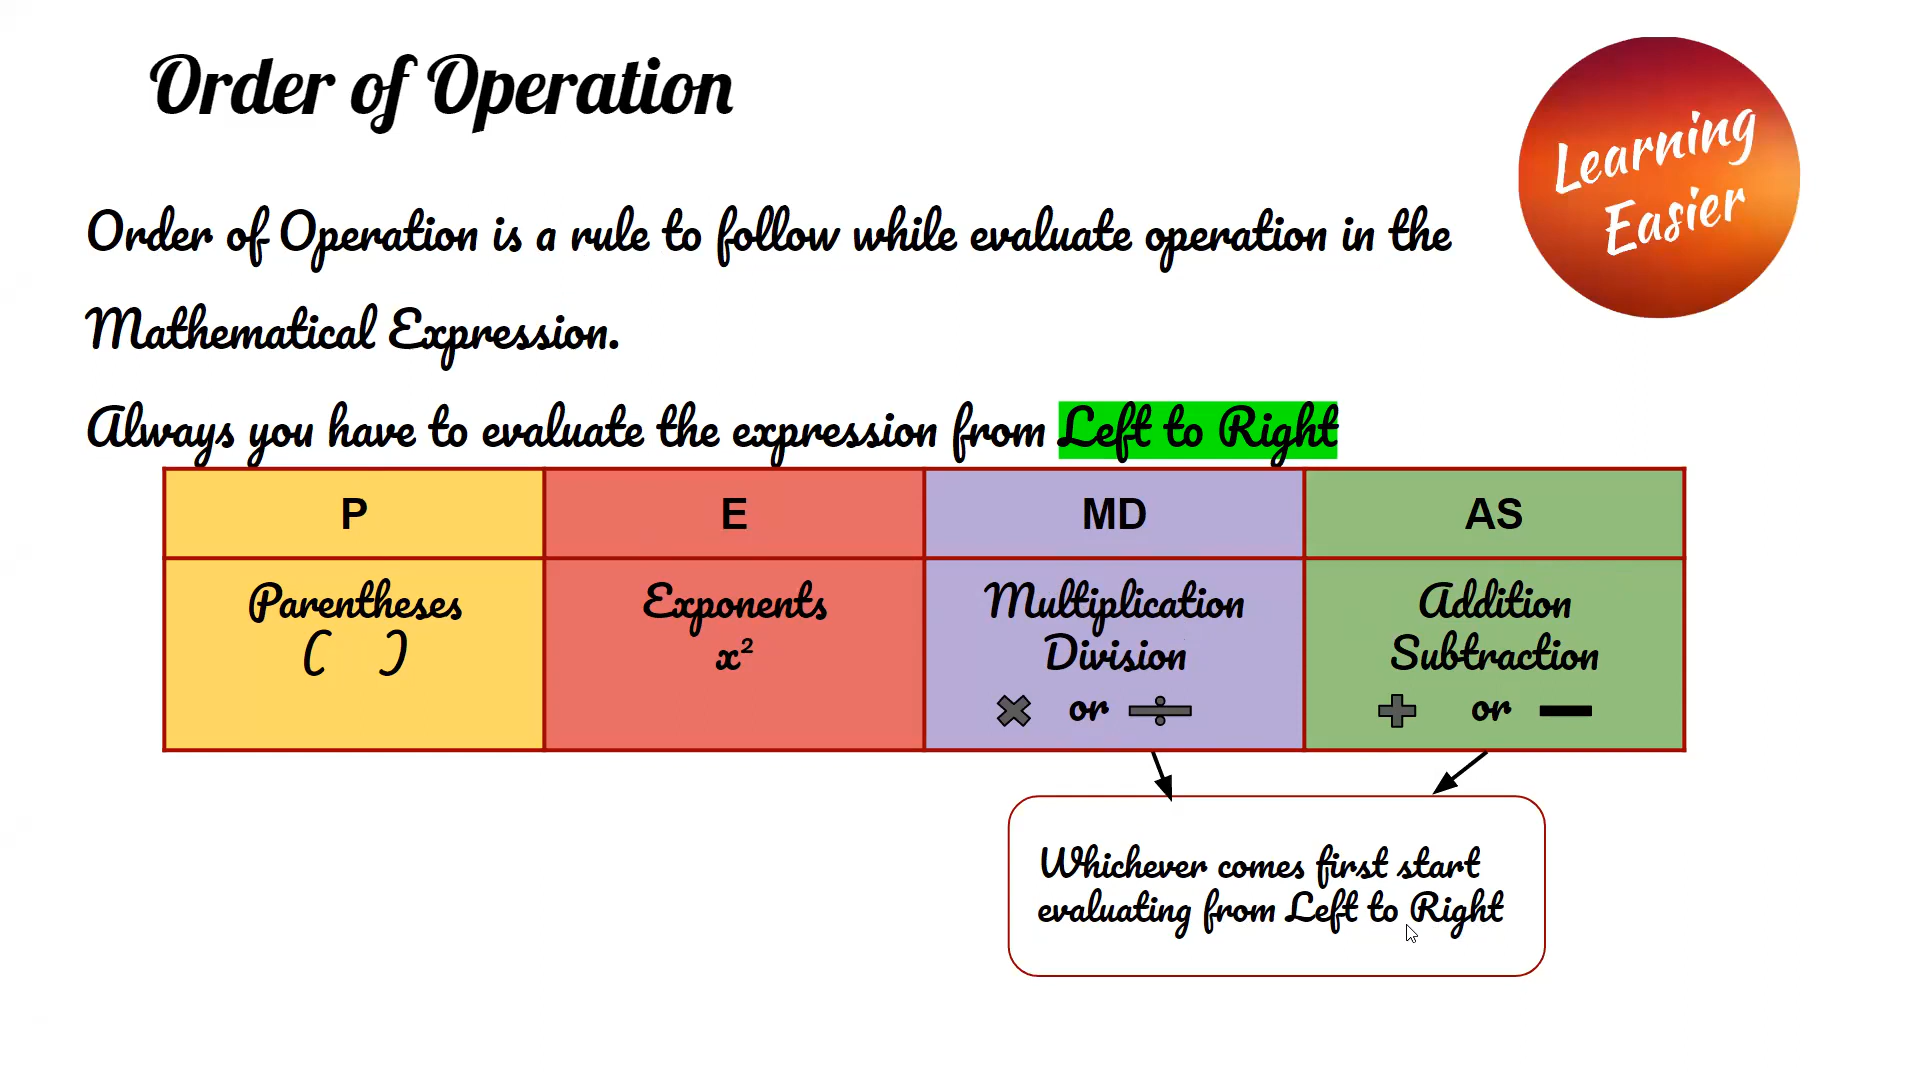 Order of Operation
Learning
Easier
Order of Operation is a rule to follow while evaluate operation in the
Mathematical Expression.
Always you have to evaluate the expression from Left to Right
P E MD AS
Parentheses
( )
Exponents
x²
Multiplication
Division
× or ÷
Addition
Subtraction
+ or −
Whichever comes first start
evaluating from Left to Right